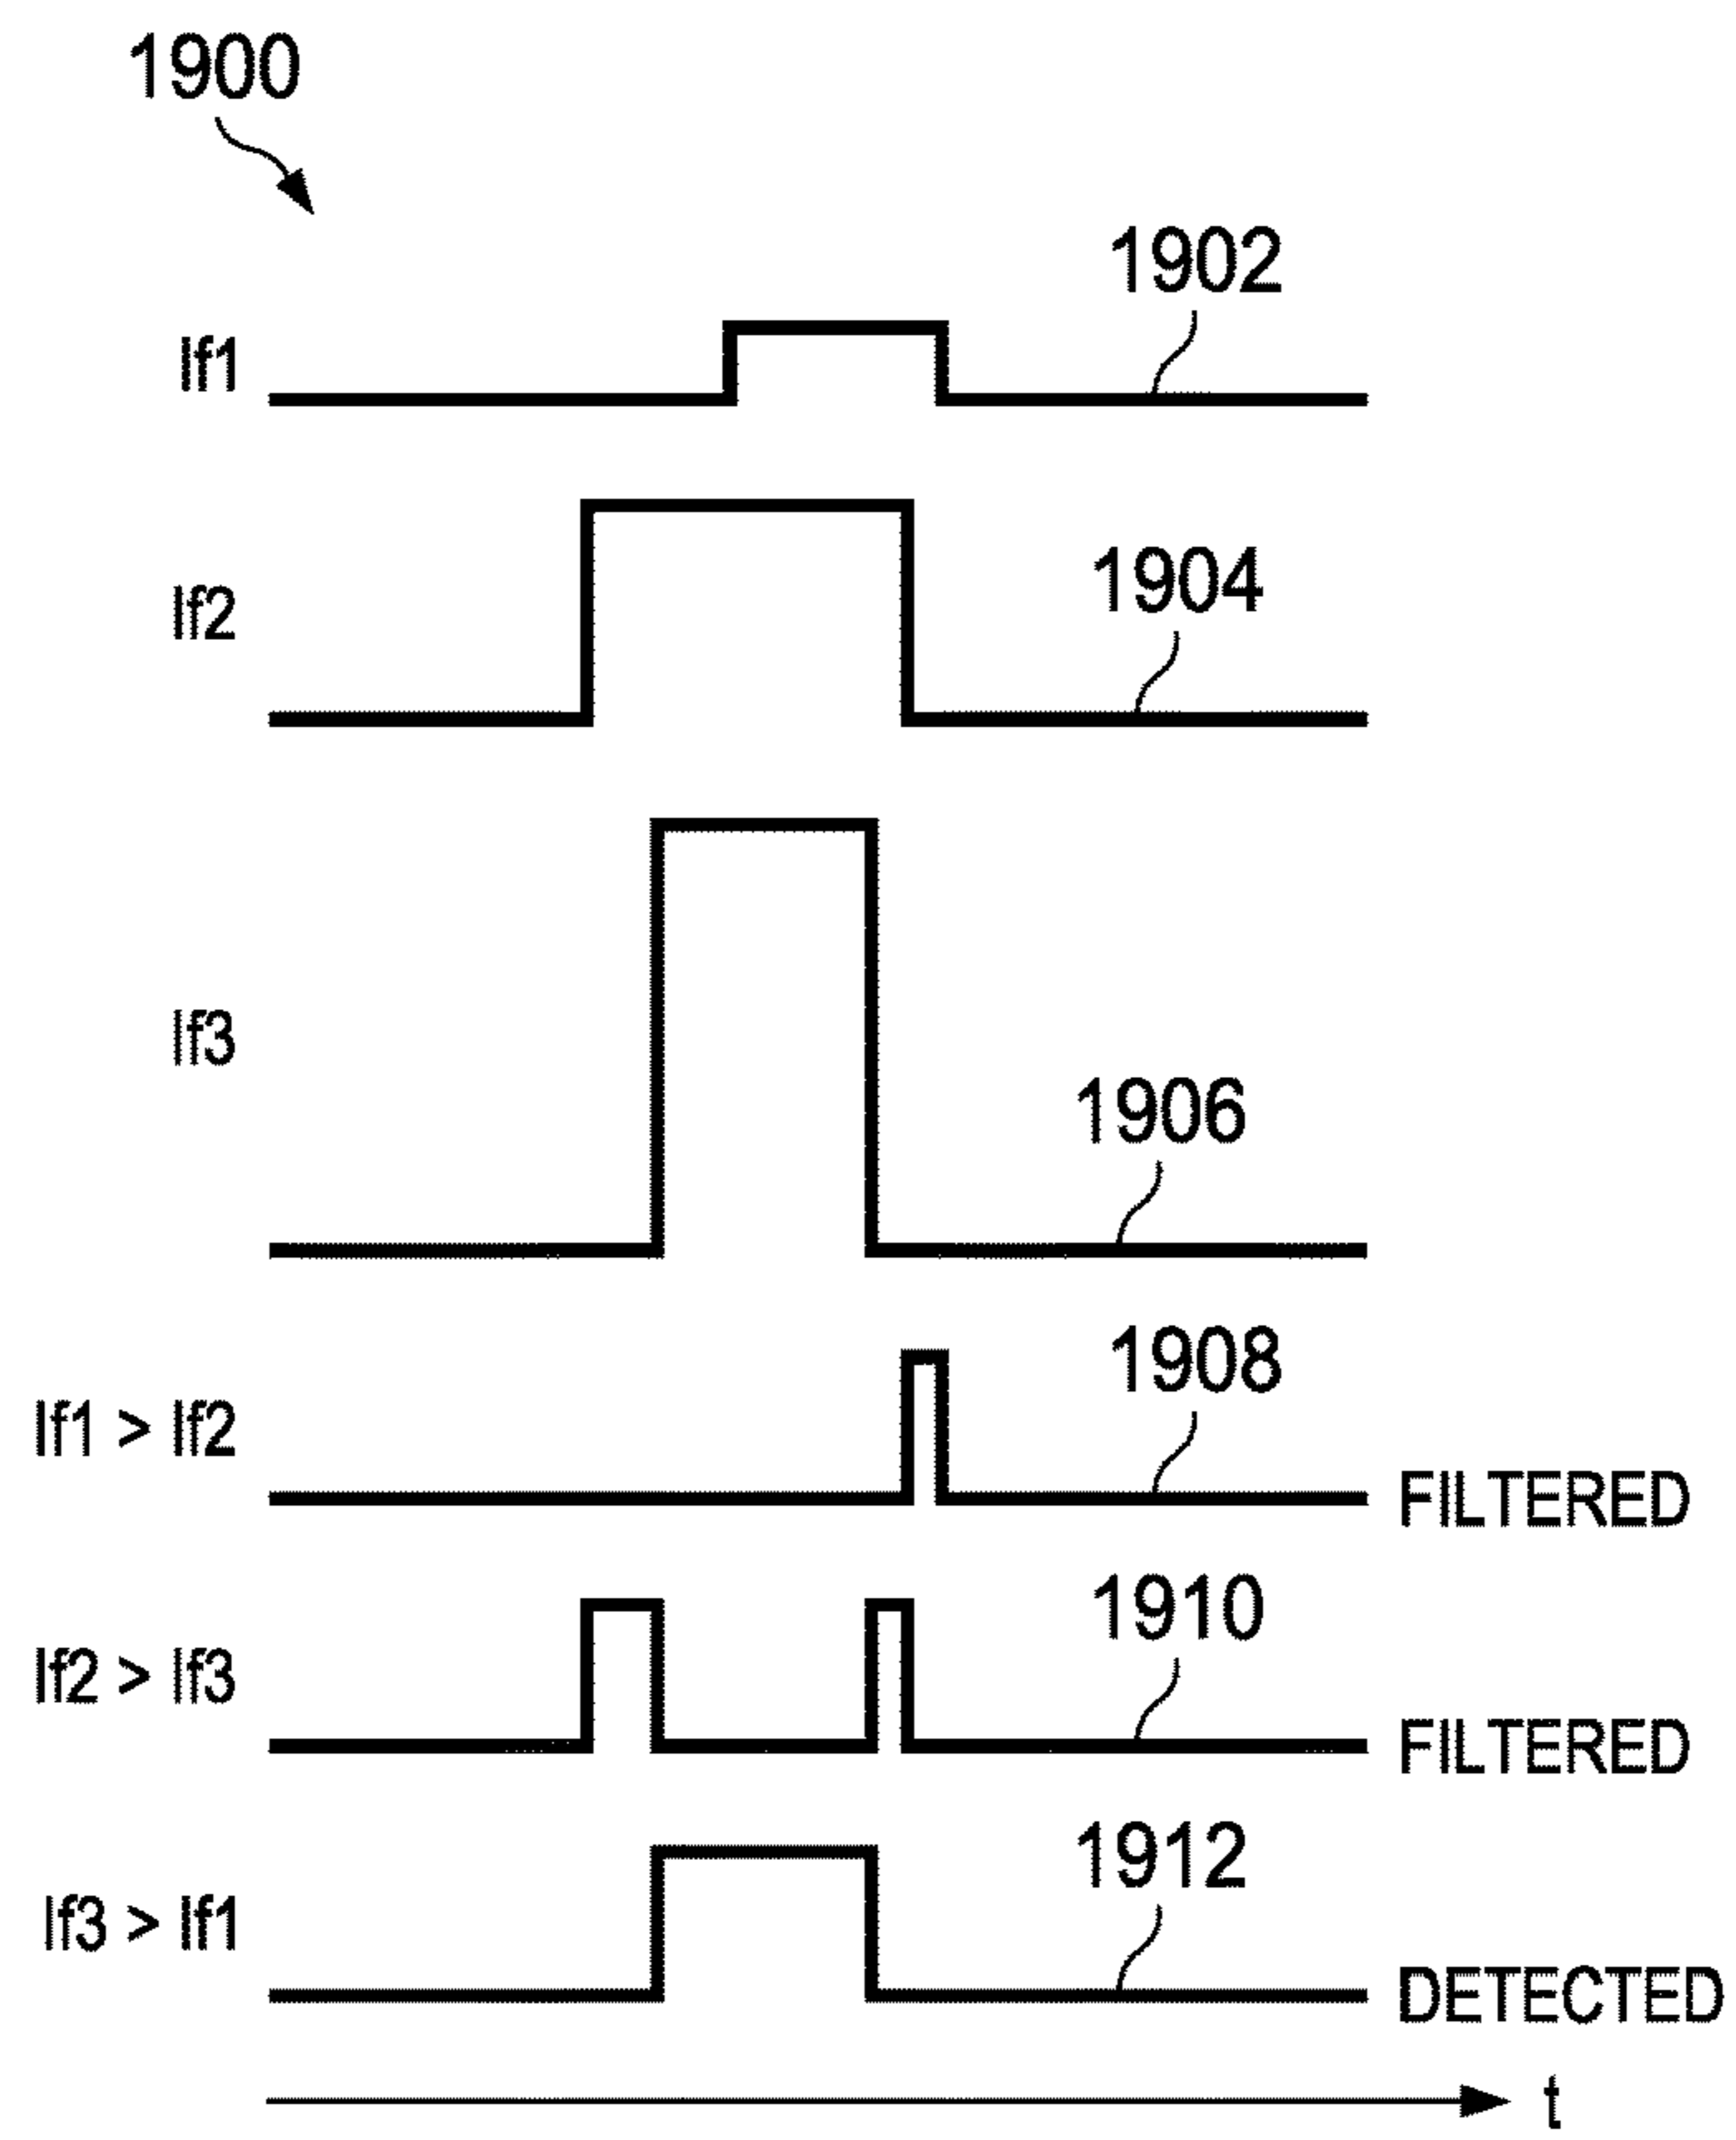 1900
1902
If1
1904
If2
1906
If3
1908
If1 > If2
FILTERED
1910
If2 > If3
FILTERED
1912
If3 > If1
DETECTED
t